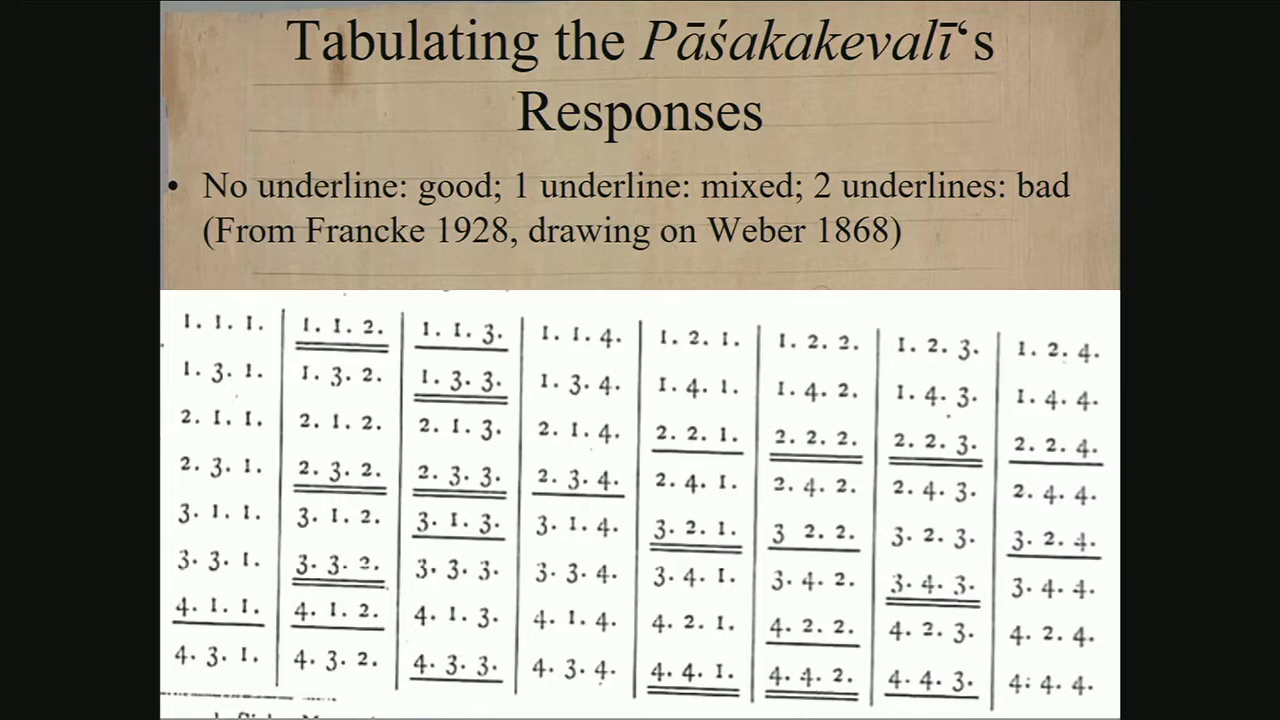 Tabulating the Pāśakakevalī‘s
Responses
• No underline: good; 1 underline: mixed; 2 underlines: bad
(From Francke 1928, drawing on Weber 1868)
1. 1. 1. 1. 1. 2. 1. 1. 3. 1. 1. 4. 1. 2. 1. 1. 2. 2. 1. 2. 3. 1. 2. 4.
1. 3. 1. 1. 3. 2. 1. 3. 3. 1. 3. 4. 1. 4. 1. 1. 4. 2. 1. 4. 3. 1. 4. 4.
2. 1. 1. 2. 1. 2. 2. 1. 3. 2. 1. 4. 2. 2. 1. 2. 2. 2. 2. 2. 3. 2. 2. 4.
2. 3. 1. 2. 3. 2. 2. 3. 3. 2. 3. 4. 2. 4. 1. 2. 4. 2. 2. 4. 3. 2. 4. 4.
3. 1. 1. 3. 1. 2. 3. 1. 3. 3. 1. 4. 3. 2. 1. 3 2. 2. 3. 2. 3. 3. 2. 4.
3. 3. 1. 3. 3. 2. 3. 3. 3. 3. 3. 4. 3. 4. 1. 3. 4. 2. 3. 4. 3. 3. 4. 4.
4. 1. 1. 4. 1. 2. 4. 1. 3. 4. 1. 4. 4. 2. 1. 4. 2. 2. 4. 2. 3. 4. 2. 4.
4. 3. 1. 4. 3. 2. 4. 3. 3. 4. 3. 4. 4. 4. 1. 4. 4. 2. 4. 4. 3. 4. 4. 4.